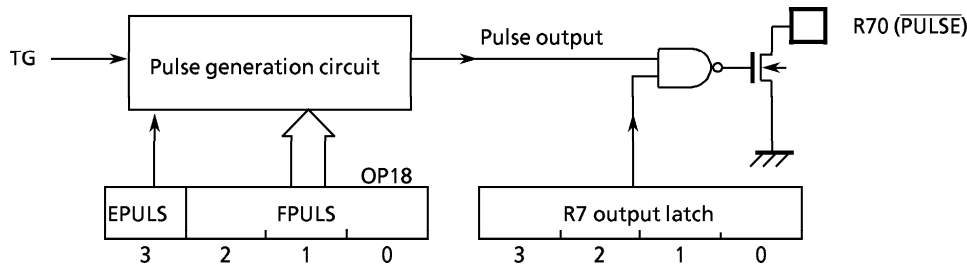 R70 (PULSE)
Pulse output
TG
Pulse generation circuit
OP18
EPULS
FPULS
R7 output latch
3 2 1 0
3 2 1 0